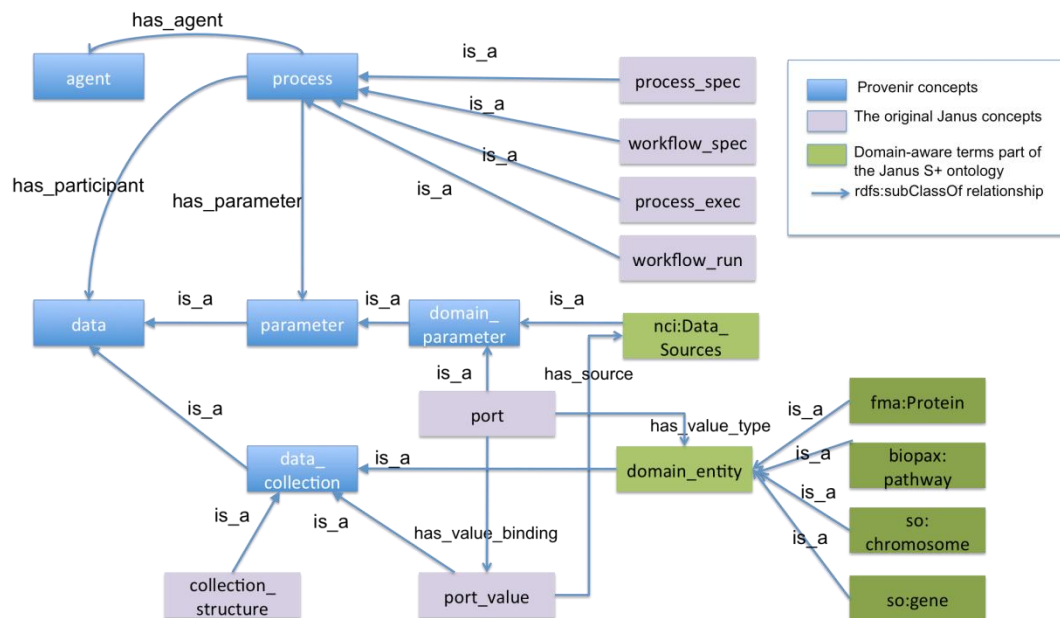 has_agent
agent
process
is_a
process_spec
is_a
workflow_spec
is_a
process_exec
is_a
workflow_run
Provenir concepts
The original Janus concepts
Domain-aware terms part of
the Janus S+ ontology
rdfs:subClassOf relationship
has_participant
has_parameter
data
is_a
parameter
is_a
domain_
parameter
is_a
nci:Data_
Sources
is_a
has_source
port
has_value_type
is_a
data_
collection
is_a
domain_entity
is_a
fma:Protein
is_a
biopax:
pathway
is_a
so:
chromosome
is_a
so:gene
is_a
is_a
has_value_binding
collection_
structure
port_value